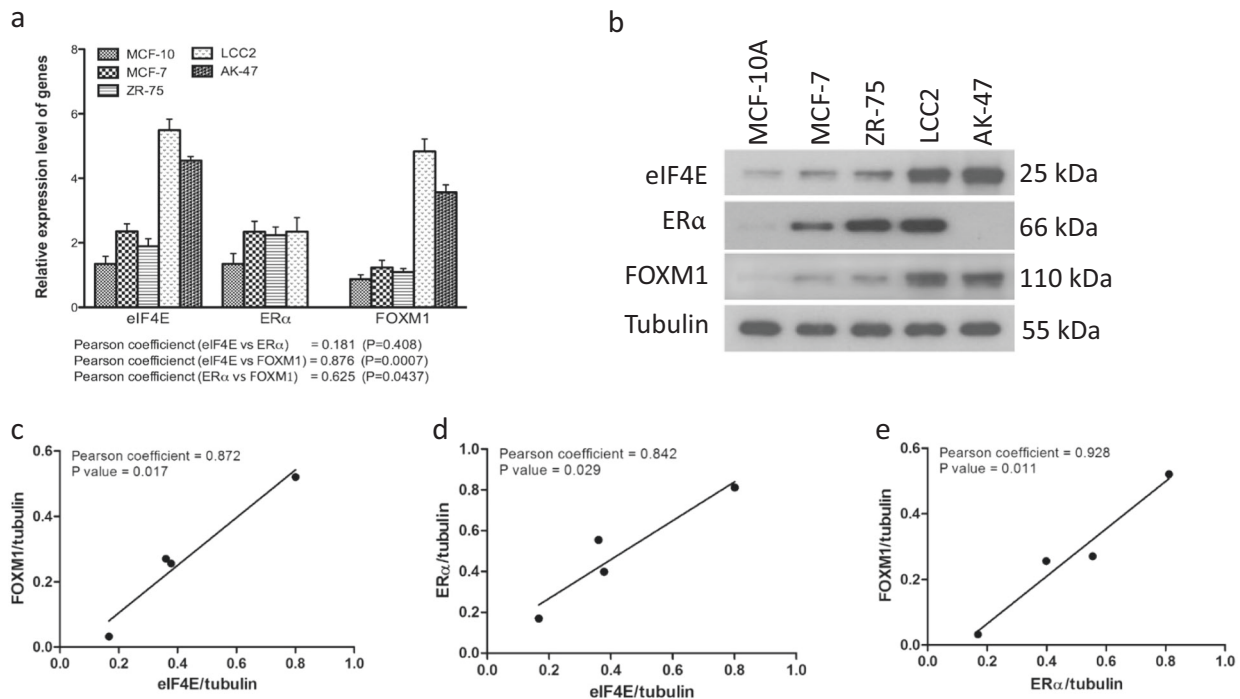 a
Relative expression level of genes
8
6
4
2
0
MCF-10
MCF-7
ZR-75
LCC2
AK-47
eIF4E ERα FOXM1
Pearson coefficienct (eIF4E vs ERα) = 0.181 (P=0.408)
Pearson coefficienct (eIF4E vs FOXM1) = 0.876 (P=0.0007)
Pearson coefficienct (ERα vs FOXM1) = 0.625 (P=0.0437)
b
MCF-10A
MCF-7
ZR-75
LCC2
AK-47
eIF4E 25 kDa
ERα 66 kDa
FOXM1 110 kDa
Tubulin 55 kDa
c
Pearson coefficient = 0.872
P value = 0.017
FOXM1/tubulin
0.6
0.4
0.2
0.0
0.0 0.2 0.4 0.6 0.8 1.0
eIF4E/tubulin
d
Pearson coefficient = 0.842
P value = 0.029
ERα/tubulin
1.0
0.8
0.6
0.4
0.2
0.0
0.0 0.2 0.4 0.6 0.8 1.0
eIF4E/tubulin
e
Pearson coefficient = 0.928
P value = 0.011
FOXM1/tubulin
0.6
0.4
0.2
0.0
0.0 0.2 0.4 0.6 0.8 1.0
ERα/tubulin